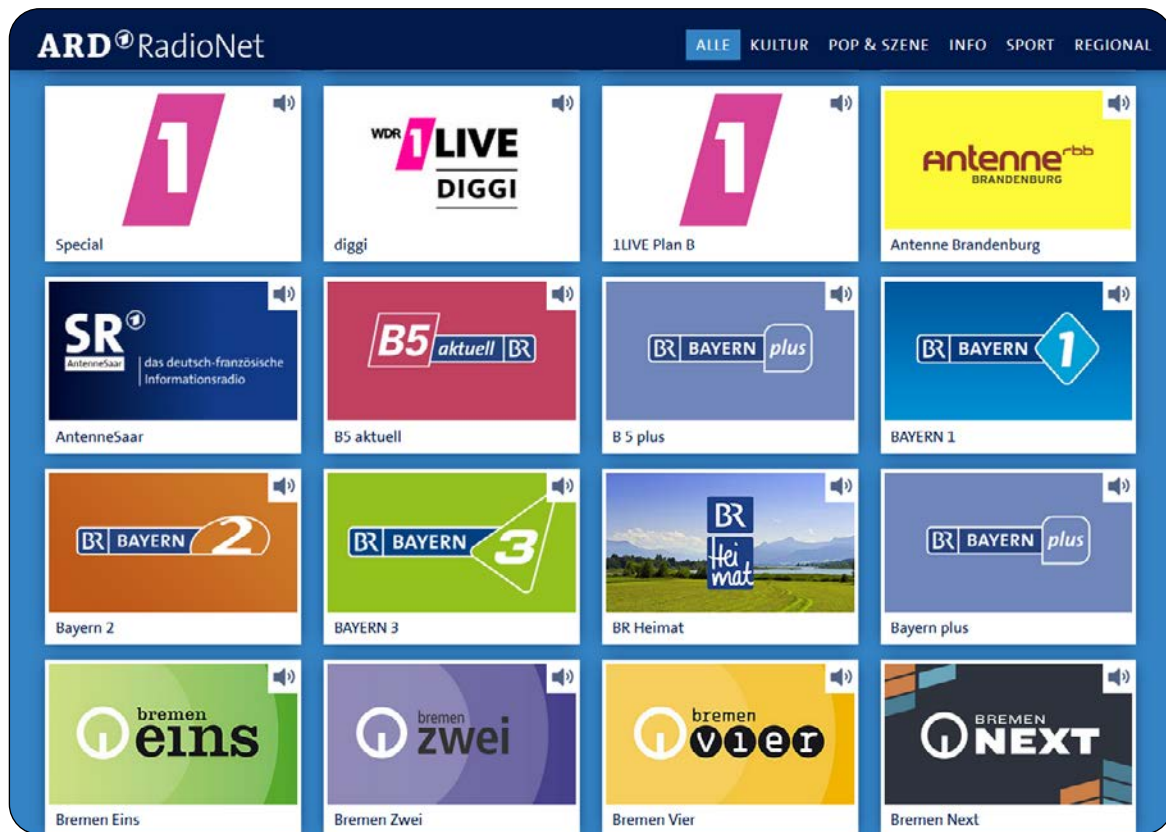 ARD RadioNet
ALLE KULTUR POP & SZENE INFO SPORT REGIONAL
1
Special
WDR 1 LIVE
DIGGI
diggi
1
1LIVE Plan B
Antenne rbb
BRANDENBURG
Antenne Brandenburg
SR
AntenneSaar
das deutsch-französische
Informationsradio
AntenneSaar
B5 aktuell BR
B5 aktuell
BR BAYERN plus
B 5 plus
BR BAYERN 1
BAYERN 1
BR BAYERN 2
Bayern 2
BR BAYERN 3
BAYERN 3
BR
Hei
mat
BR Heimat
BR BAYERN plus
Bayern plus
bremen
eins
Bremen Eins
bremen
zwei
Bremen Zwei
bremen
vier
Bremen Vier
BREMEN
NEXT
Bremen Next